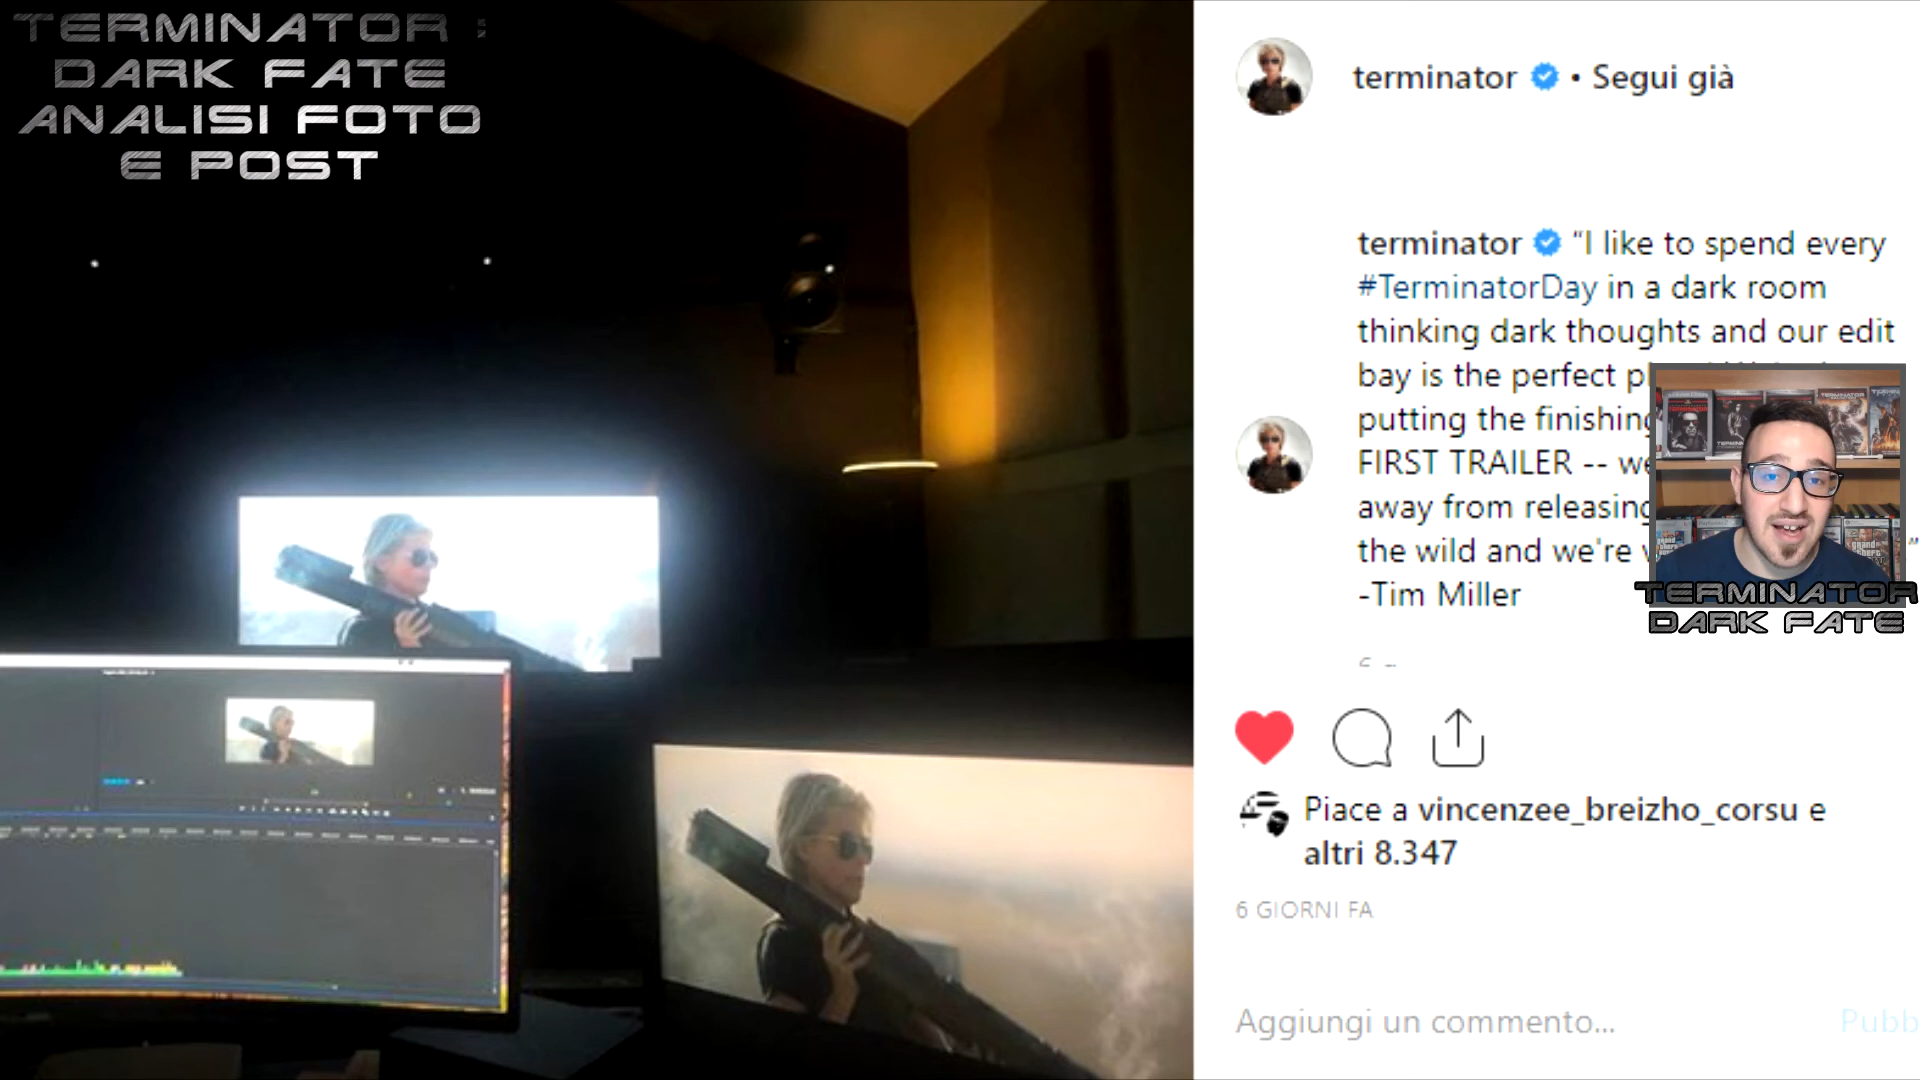 TERMINATOR :
DARK FATE
ANALISI FOTO
E POST
terminator • Segui già
terminator “I like to spend every
#TerminatorDay in a dark room
thinking dark thoughts and our edit
bay is the perfect
putting the finishing
FIRST TRAILER --
away from releasing
the wild and we're ”
-Tim Miller
TERMINATOR
DARK FATE
Piace a vincenzee_breizho_corsu e
altri 8.347
6 GIORNI FA
Aggiungi un commento...
Pubb